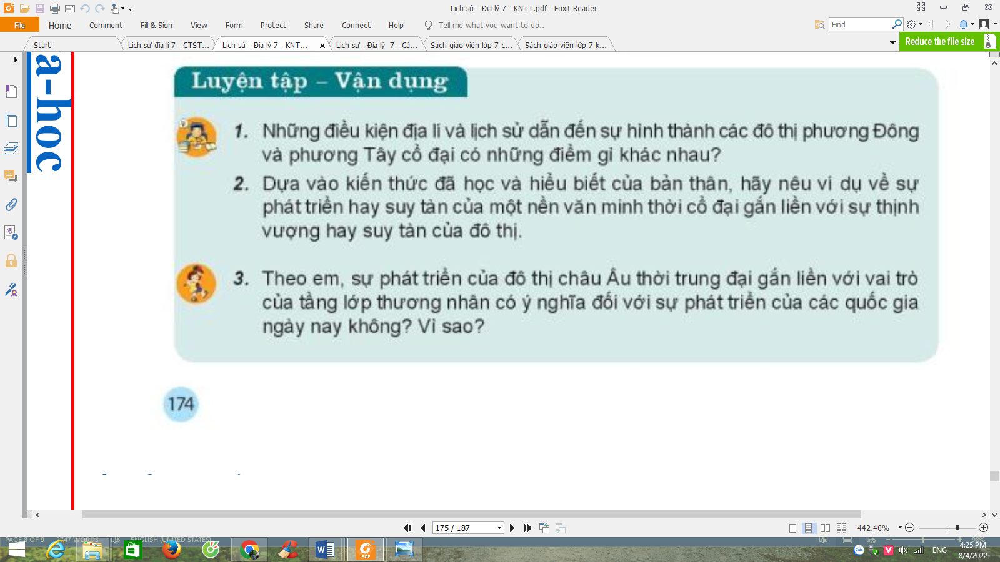 Lịch sử - Địa lý 7 - KNTT.pdf - Foxit Reader
File Home Comment Fill & Sign View Form Protect Share Connect Help Tell me what you want to do.. Find
Start Lịch sử địa lí 7 - CTST... Lịch sử - Địa lý 7 - KNT... Lịch sử - Địa lý 7 - Cá... Sách giáo viên lớp 7 c... Sách giáo viên lớp 7 k... Reduce the file size
a-hoc
Luyện tập – Vận dụng
1. Những điều kiện địa lí và lịch sử dẫn đến sự hình thành các đô thị phương Đông
và phương Tây cổ đại có những điểm gì khác nhau?
2. Dựa vào kiến thức đã học và hiểu biết của bản thân, hãy nêu ví dụ về sự
phát triển hay suy tàn của một nền văn minh thời cổ đại gắn liền với sự thịnh
vượng hay suy tàn của đô thị.
3. Theo em, sự phát triển của đô thị châu Âu thời trung đại gắn liền với vai trò
của tầng lớp thương nhân có ý nghĩa đối với sự phát triển của các quốc gia
ngày nay không? Vì sao?
174
175 / 187
442.40%
PAGE 8 OF 9 2747 WORDS ENGLISH (UNITED STATES) 98%
ENG
4:25 PM
8/4/2022